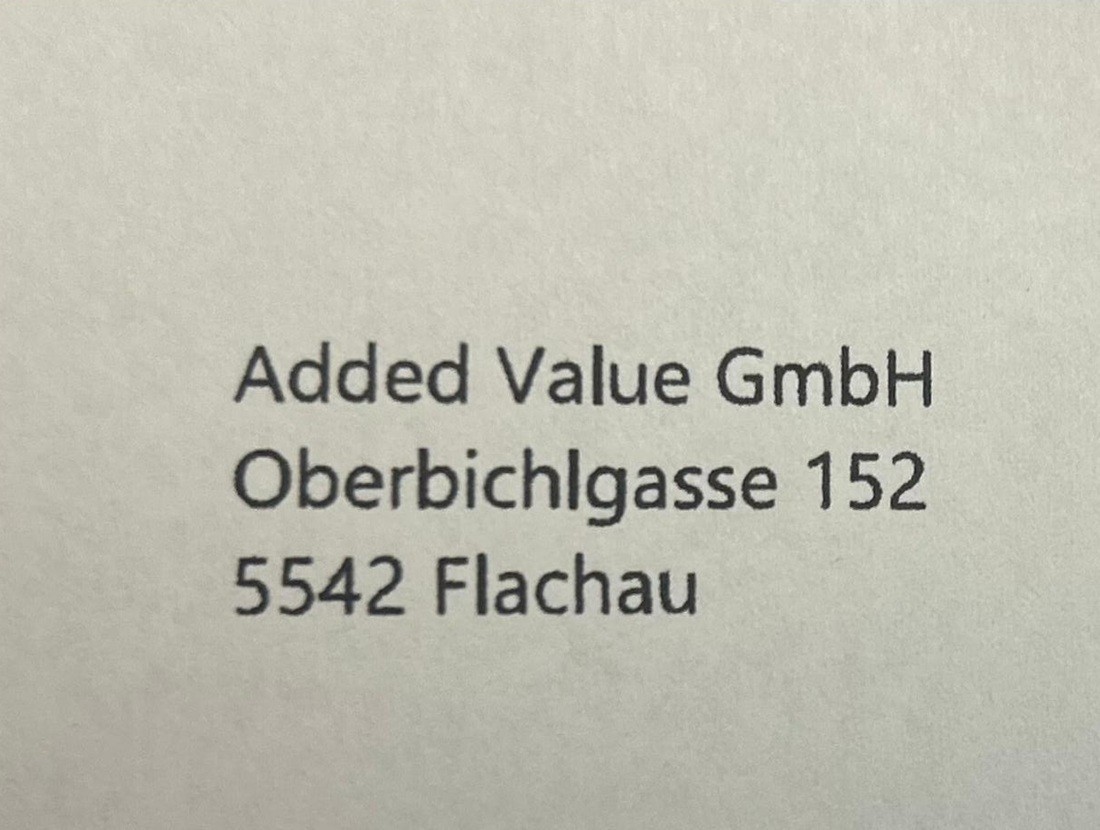 Added Value GmbH
Oberbichlgasse 152
5542 Flachau